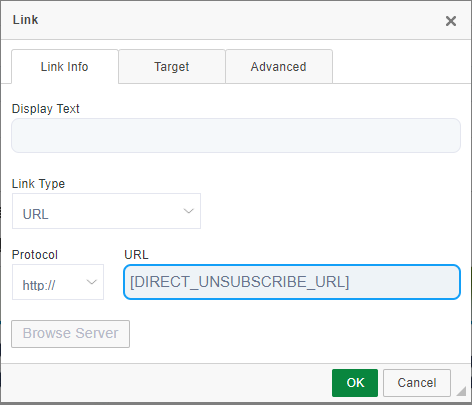 Link
Link Info Target Advanced
Display Text
Link Type
URL
Protocol URL
http:// [DIRECT_UNSUBSCRIBE_URL]
Browse Server
OK Cancel